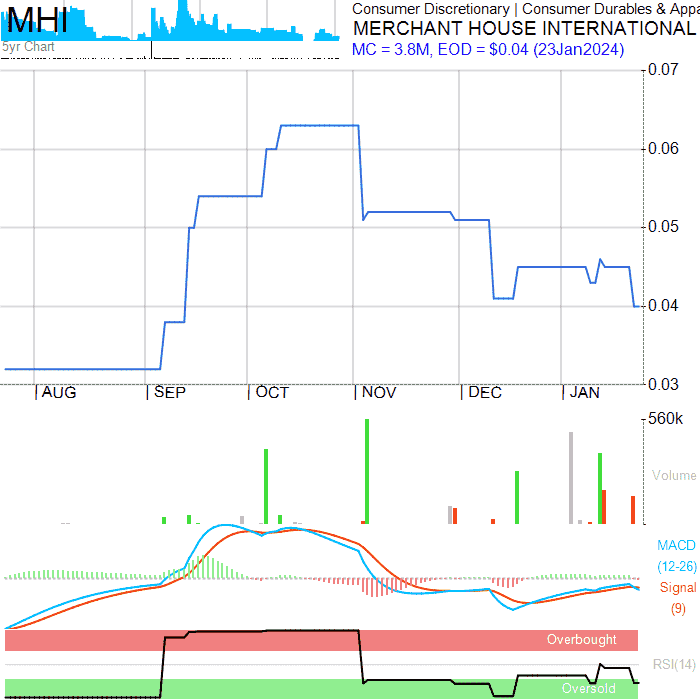 MHI
5yr Chart
Consumer Discretionary | Consumer Durables & Appa
MERCHANT HOUSE INTERNATIONAL
MC = 3.8M, EOD = $0.04 (23Jan2024)
0.07
0.06
0.05
0.04
0.03
AUG SEP OCT NOV DEC JAN
560k
Volume
MACD
(12-26)
Signal
(9)
Overbought
RSI(14)
Oversold